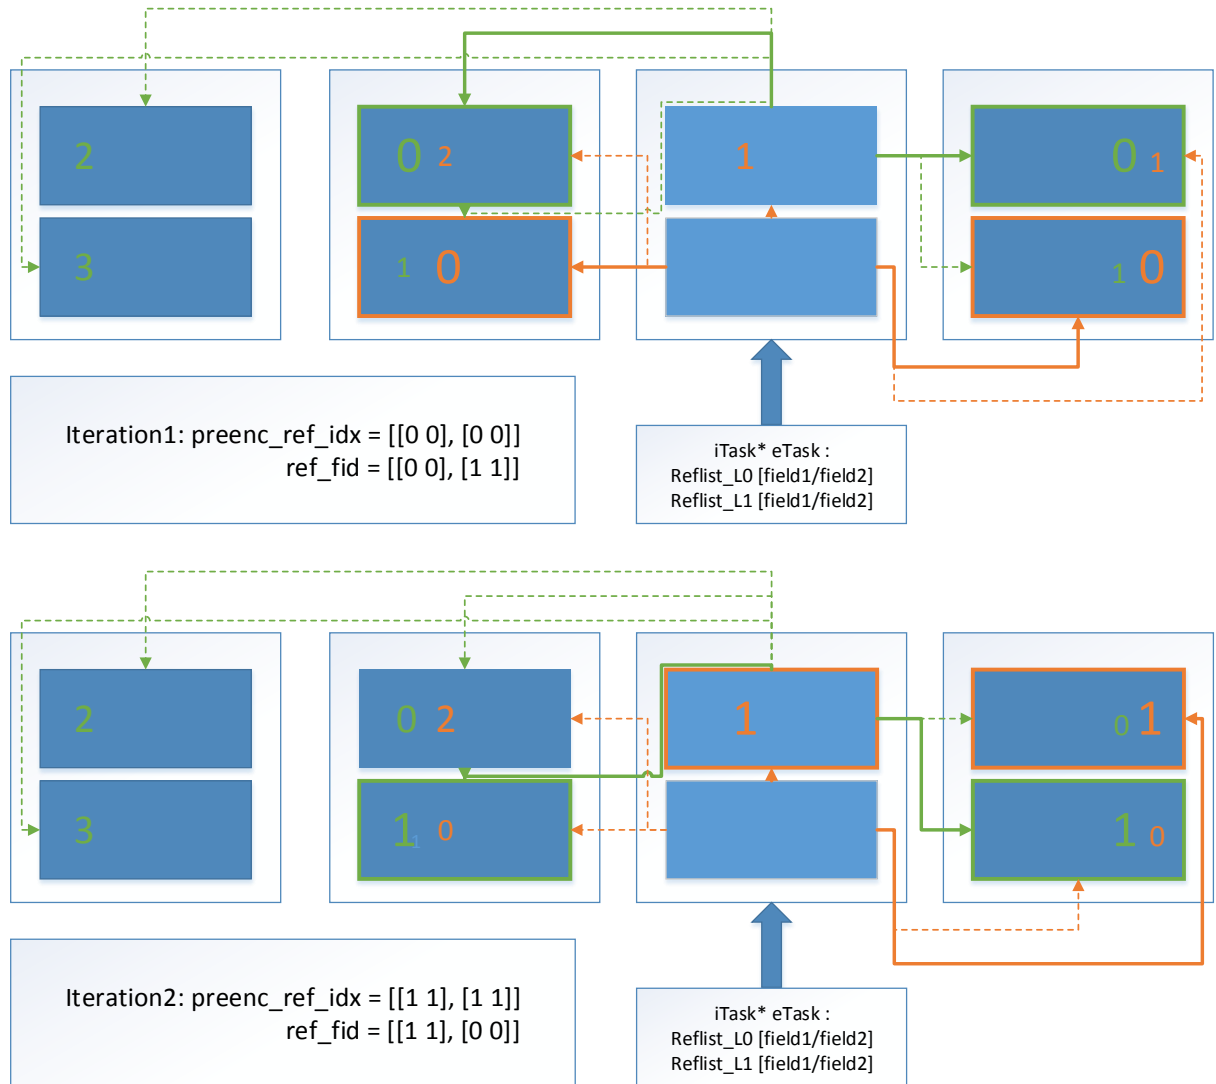 2
0 2
1
0 1
3
1 0
1 0
Iteration1: preenc_ref_idx = [[0 0], [0 0]]
ref_fid = [[0 0], [1 1]]
iTask* eTask :
Reflist_L0 [field1/field2]
Reflist_L1 [field1/field2]
2
0 2
1
0 1
3
1 1 0
1 0
Iteration2: preenc_ref_idx = [[1 1], [1 1]]
ref_fid = [[1 1], [0 0]]
iTask* eTask :
Reflist_L0 [field1/field2]
Reflist_L1 [field1/field2]